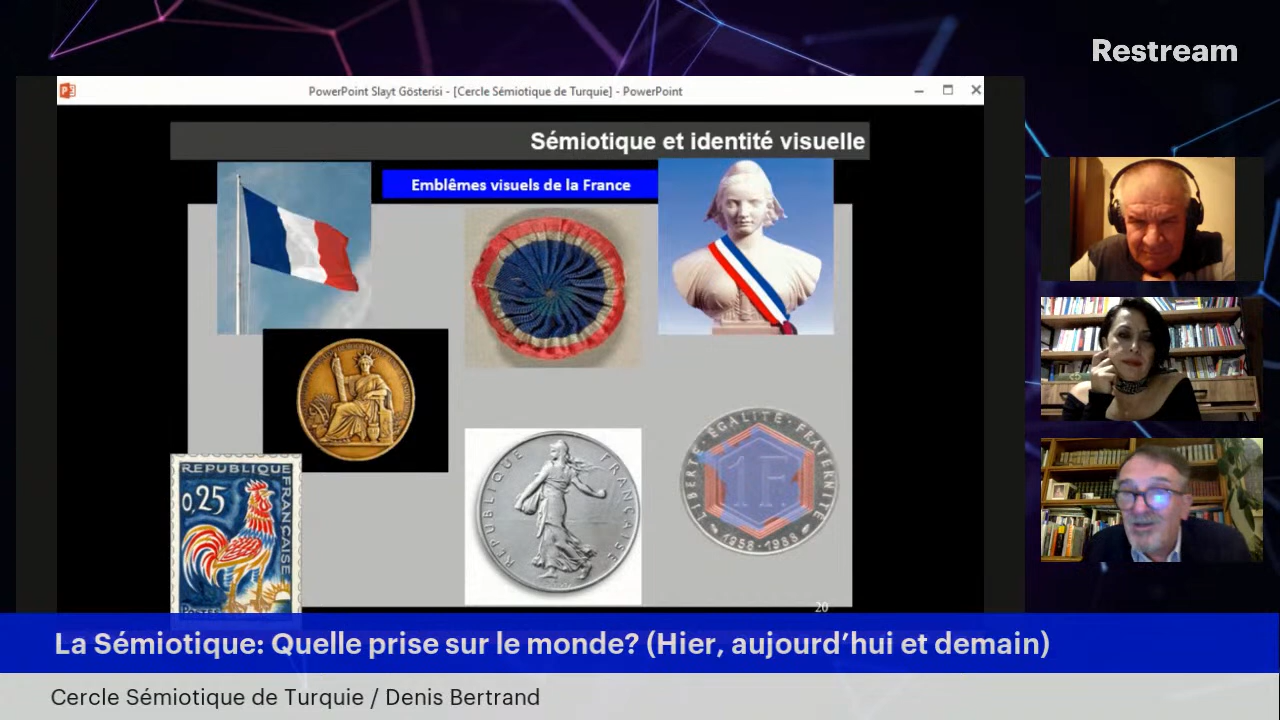 Restream
PowerPoint Slayt Gösterisi - [Cercle Sémiotique de Turquie] - PowerPoint
Sémiotique et identité visuelle
Emblêmes visuels de la France
REPUBLIQUE FRANÇAISE
0,25
POSTES
REPUBLIQUE FRANÇAISE
LIBERTÉ · ÉGALITÉ · FRATERNITÉ
1F
1958-1988
20
La Sémiotique: Quelle prise sur le monde? (Hier, aujourd’hui et demain)
Cercle Sémiotique de Turquie / Denis Bertrand